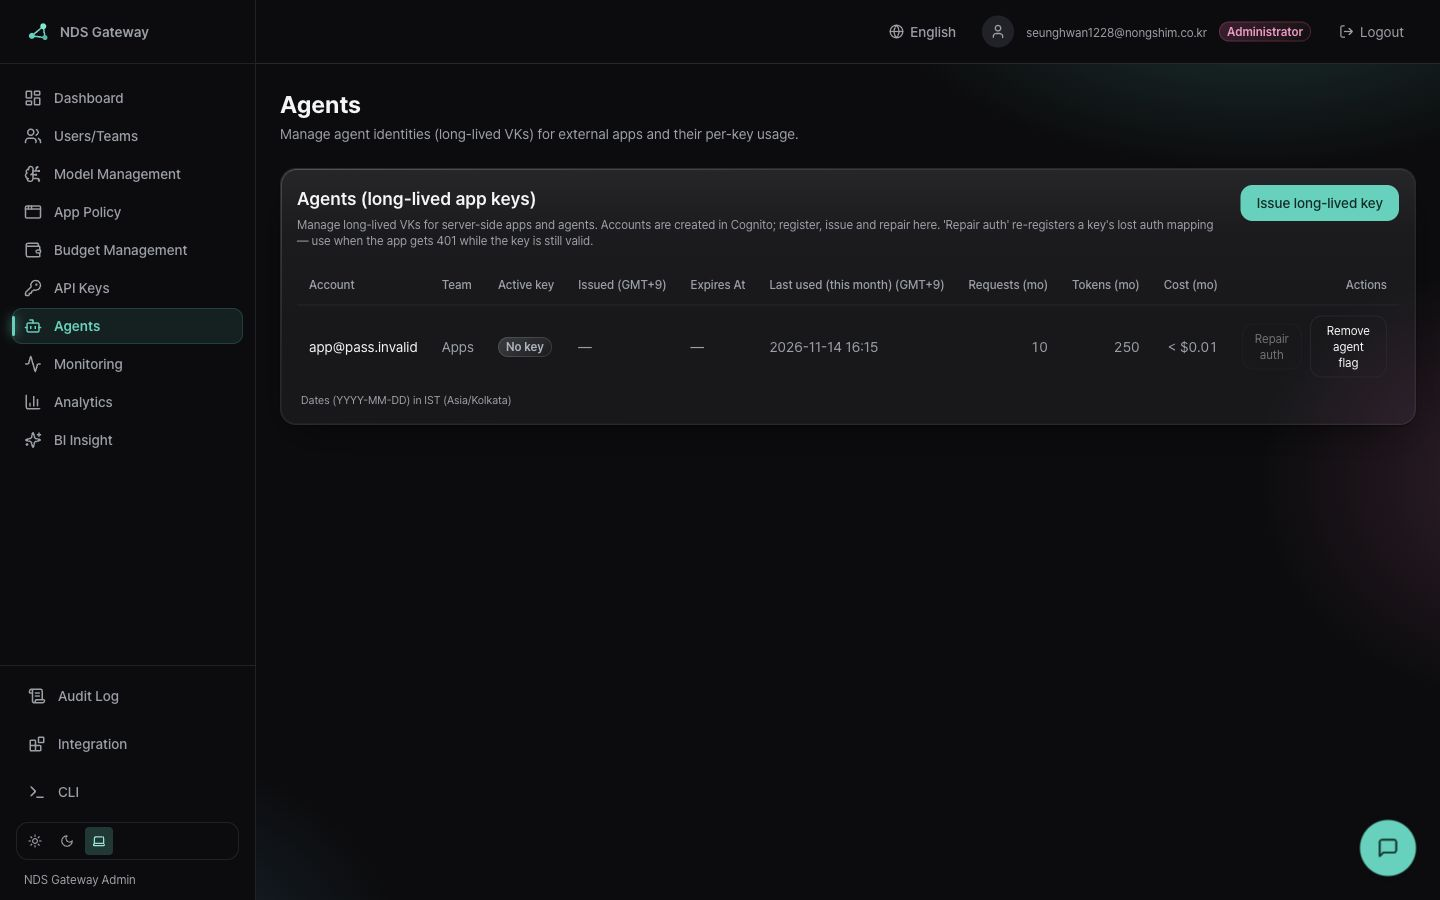 NDS Gateway
English
seunghwan1228@nongshim.co.kr
Administrator
Logout
Dashboard
Users/Teams
Model Management
App Policy
Budget Management
API Keys
Agents
Monitoring
Analytics
BI Insight
Audit Log
Integration
CLI
NDS Gateway Admin
Agents
Manage agent identities (long-lived VKs) for external apps and their per-key usage.
Agents (long-lived app keys)
Manage long-lived VKs for server-side apps and agents. Accounts are created in Cognito; register, issue and repair here. 'Repair auth' re-registers a key's lost auth mapping
— use when the app gets 401 while the key is still valid.
Issue long-lived key
Account Team Active key Issued (GMT+9) Expires At Last used (this month) (GMT+9) Requests (mo) Tokens (mo) Cost (mo) Actions
app@pass.invalid Apps No key — — 2026-11-14 16:15 10 250 < $0.01
Repair
auth
Remove
agent
flag
Dates (YYYY-MM-DD) in IST (Asia/Kolkata)